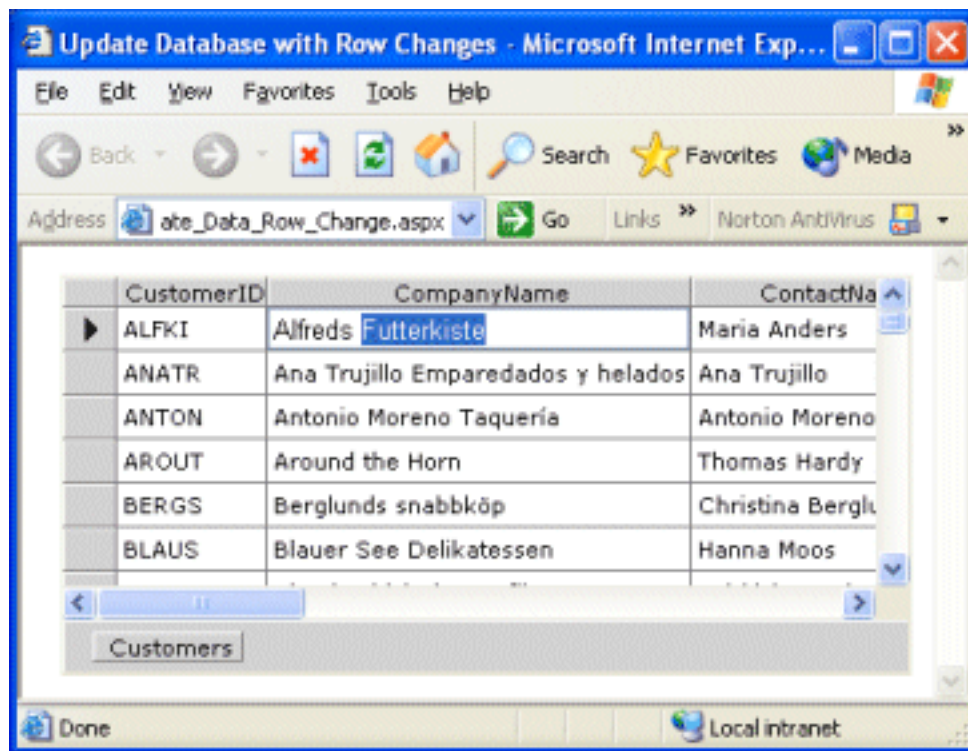 Update Database with Row Changes - Microsoft Internet Exp...
File Edit View Favorites Tools Help
Back Search Favorites Media
Address ate_Data_Row_Change.aspx Go Links Norton AntiVirus
CustomerID CompanyName ContactNa
ALFKI Alfreds Futterkiste Maria Anders
ANATR Ana Trujillo Emparedados y helados Ana Trujillo
ANTON Antonio Moreno Taquería Antonio Moreno
AROUT Around the Horn Thomas Hardy
BERGS Berglunds snabbköp Christina Berglu
BLAUS Blauer See Delikatessen Hanna Moos
Customers
Done Local intranet